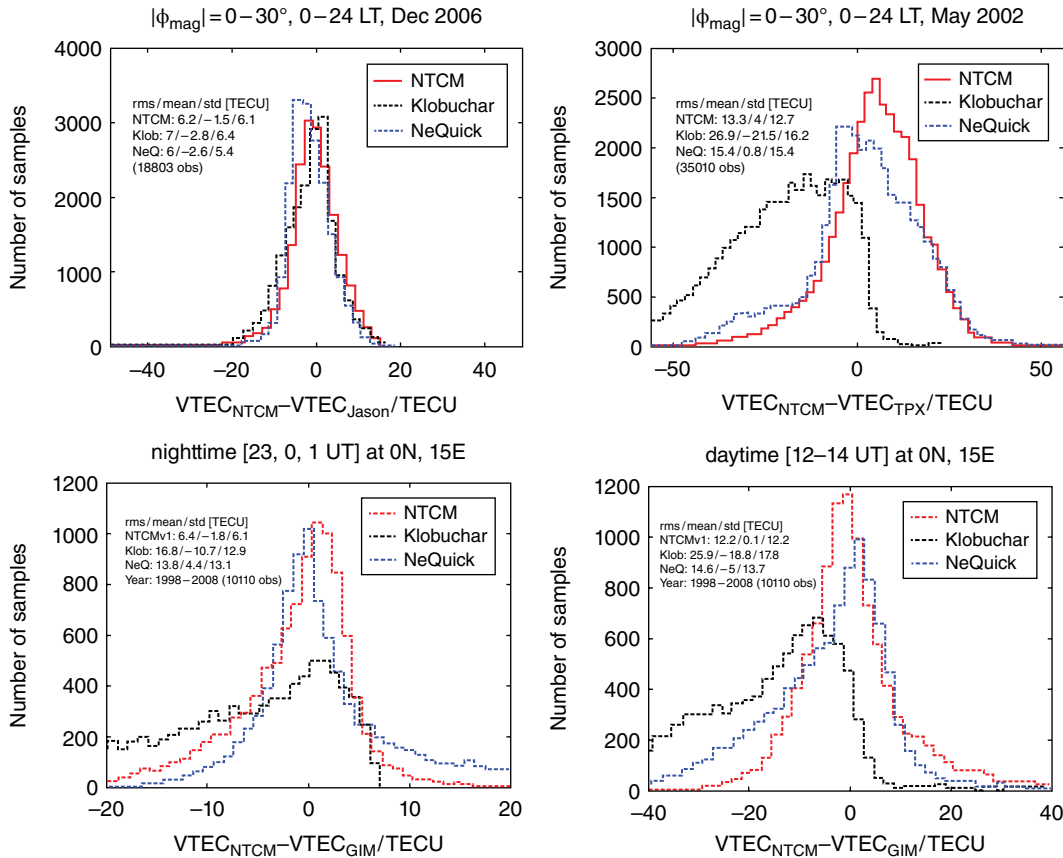 |ϕmag| = 0 – 30°, 0 – 24 LT, Dec 2006
4000
3000
2000
1000
0
Number of samples
rms / mean / std [TECU]
NTCM: 6.2 / – 1.5 / 6.1
Klob: 7 / – 2.8 / 6.4
NeQ: 6 / –2.6 / 5.4
(18803 obs)
NTCM
Klobuchar
NeQuick
–40 –20 0 20 40
VTECNTCM–VTECJason/TECU
|ϕmag| = 0 – 30°, 0 – 24 LT, May 2002
3000
2500
2000
1500
1000
500
0
Number of samples
rms / mean / std [TECU]
NTCM: 13.3 / 4 / 12.7
Klob: 26.9 / –21.5 / 16.2
NeQ: 15.4 / 0.8 / 15.4
(35010 obs)
NTCM
Klobuchar
NeQuick
–50 0 50
VTECNTCM–VTECTPX/TECU
nighttime [23, 0, 1 UT] at 0N, 15E
1200
1000
800
600
400
200
0
Number of samples
rms / mean / std [TECU]
NTCMv1: 6.4 / –1.8 / 6.1
Klob: 16.8 / –10.7 / 12.9
NeQ: 13.8 / 4.4 / 13.1
Year: 1998 – 2008 (10110 obs)
NTCM
Klobuchar
NeQuick
–20 –10 0 10 20
VTECNTCM–VTECGIM/TECU
daytime [12–14 UT] at 0N, 15E
1200
1000
800
600
400
200
0
Number of samples
rms / mean / std [TECU]
NTCMv1: 12.2 / 0.1 / 12.2
Klob: 25.9 / –18.8 / 17.8
NeQ: 14.6 / –5 / 13.7
Year: 1998 – 2008 (10110 obs)
NTCM
Klobuchar
NeQuick
–40 –20 0 20 40
VTECNTCM–VTECGIM/TECU